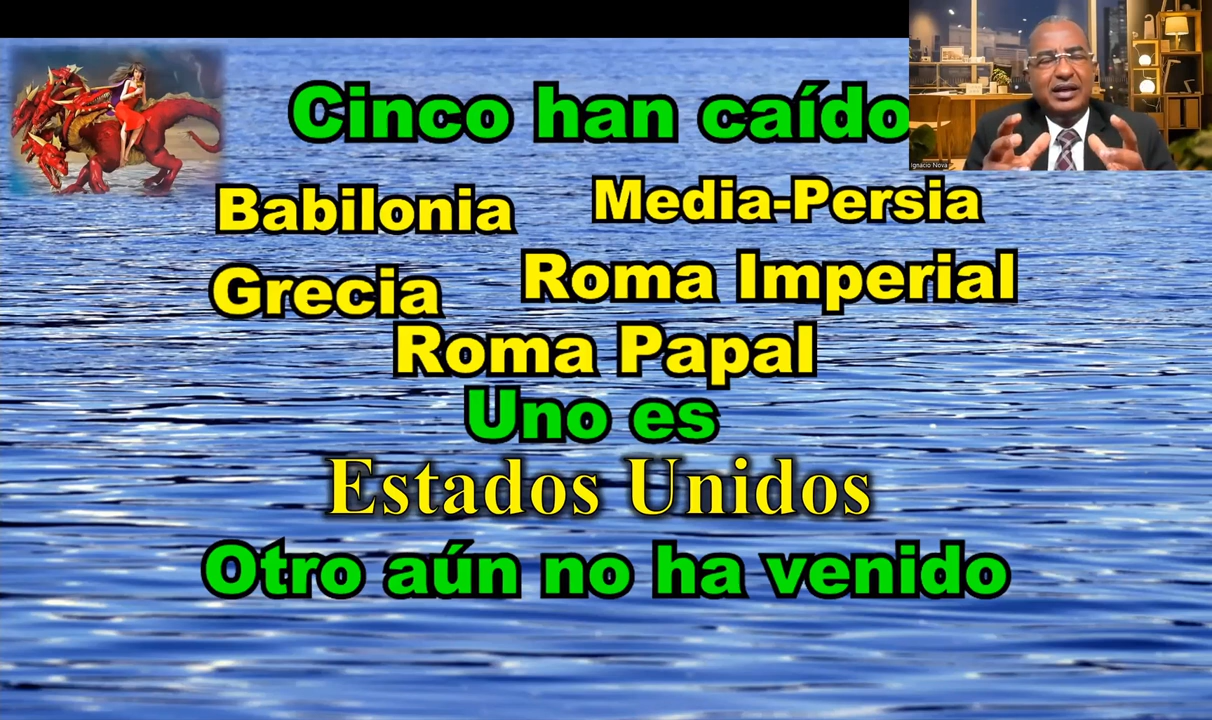 Cinco han caído
Babilonia
Media-Persia
Grecia
Roma Imperial
Roma Papal
Uno es
Estados Unidos
Otro aún no ha venido
Ignacio Nova